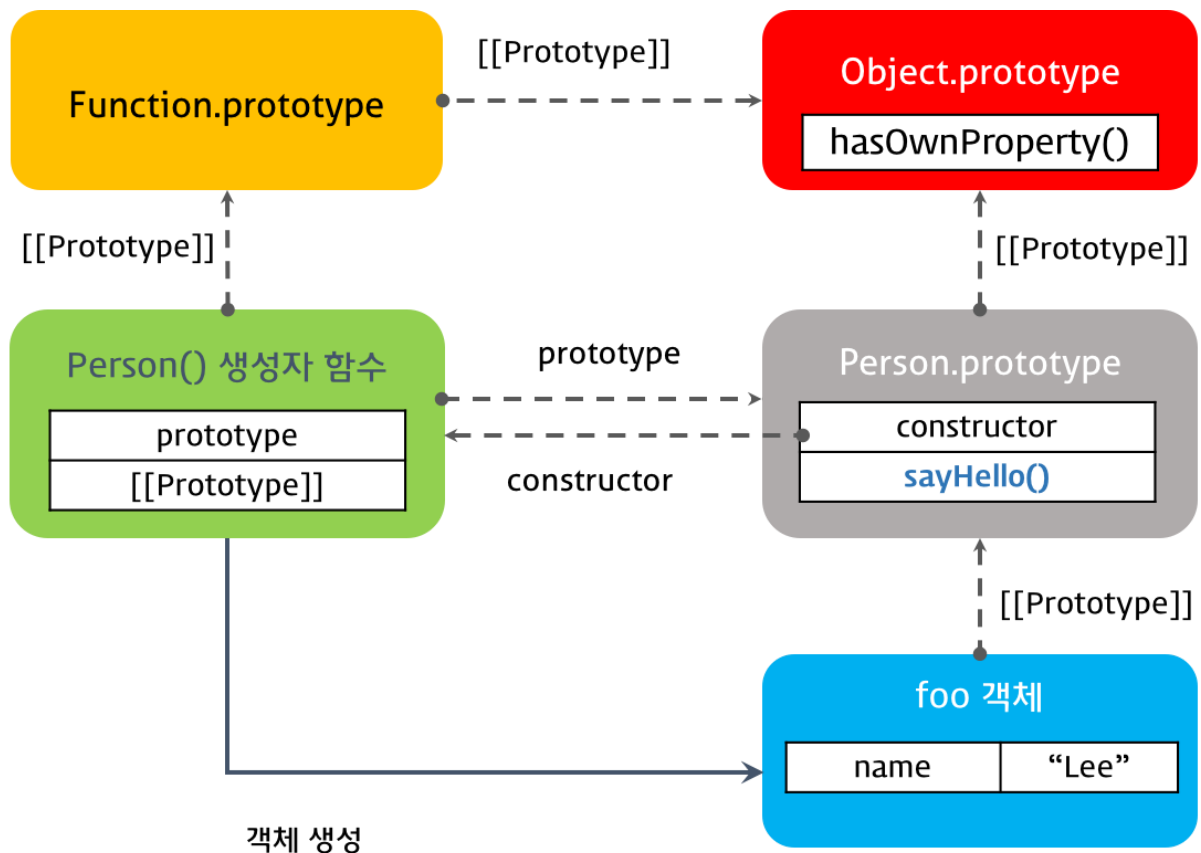 Function.prototype
[[Prototype]]
Object.prototype
hasOwnProperty()
[[Prototype]]
[[Prototype]]
Person() 생성자 함수
prototype
[[Prototype]]
prototype
constructor
Person.prototype
constructor
sayHello()
[[Prototype]]
foo 객체
name “Lee”
객체 생성